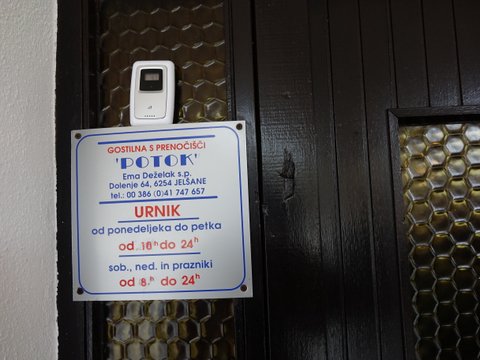 GOSTILNA S PRENOČIŠČI
'POTOK'
Ema Deželak s.p.
Dolenje 64, 6254 JELŠANE
tel.: 00 386 (0)41 747 657
URNIK
od ponedeljeka do petka
od 10h do 24h
sob., ned. in prazniki
od 8h do 24h